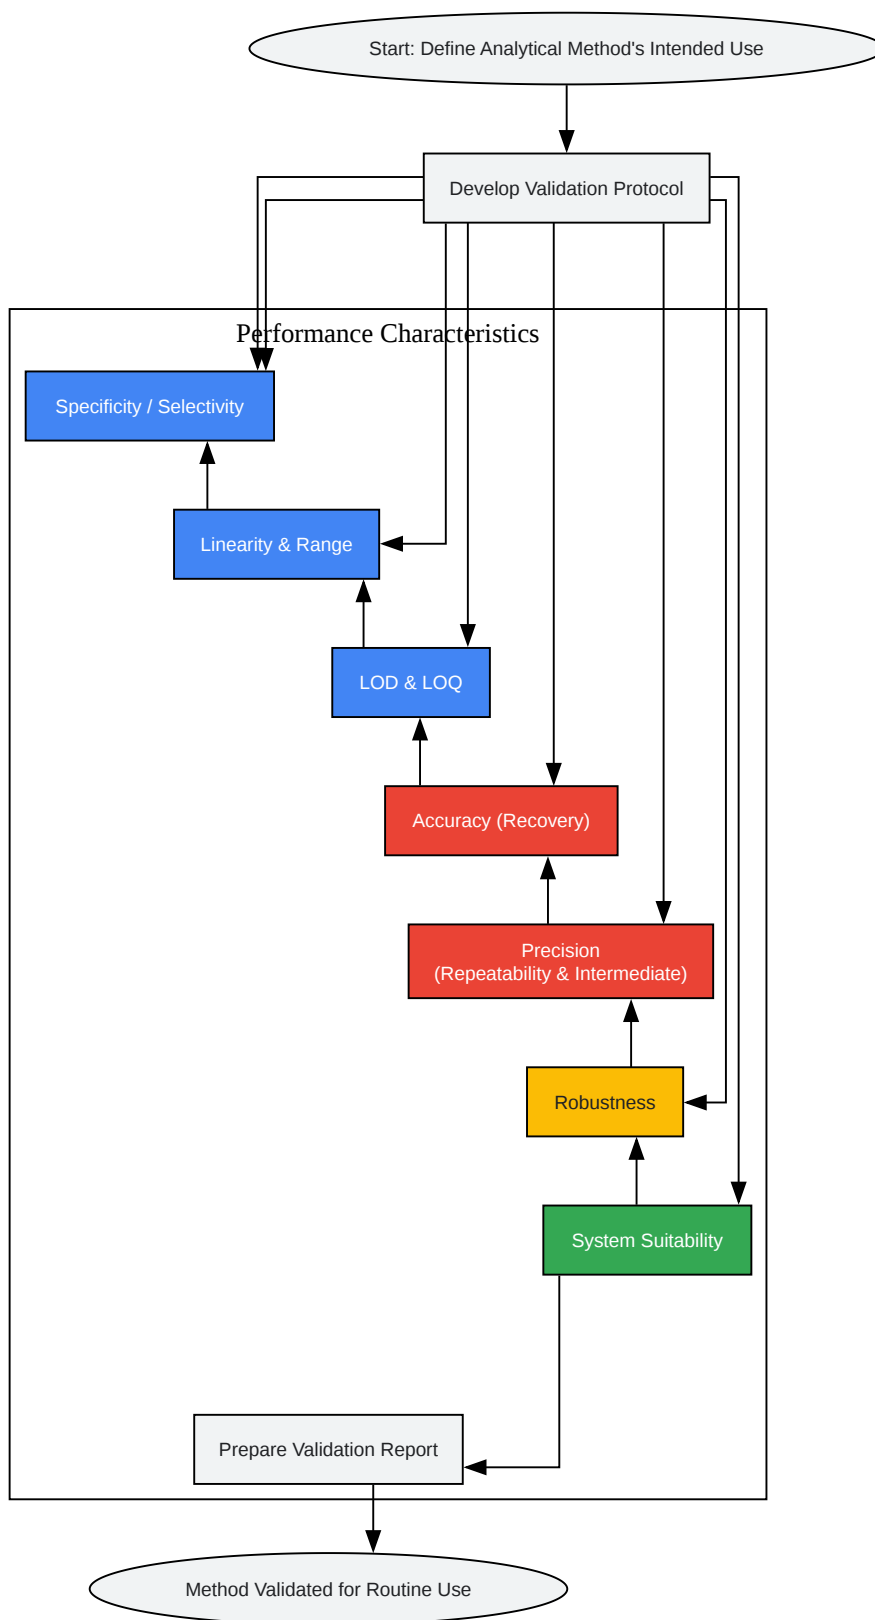 Start: Define Analytical Method's Intended Use
Develop Validation Protocol
Performance Characteristics
Specificity / Selectivity
Linearity & Range
LOD & LOQ
Accuracy (Recovery)
Precision
(Repeatability & Intermediate)
Robustness
System Suitability
Prepare Validation Report
Method Validated for Routine Use